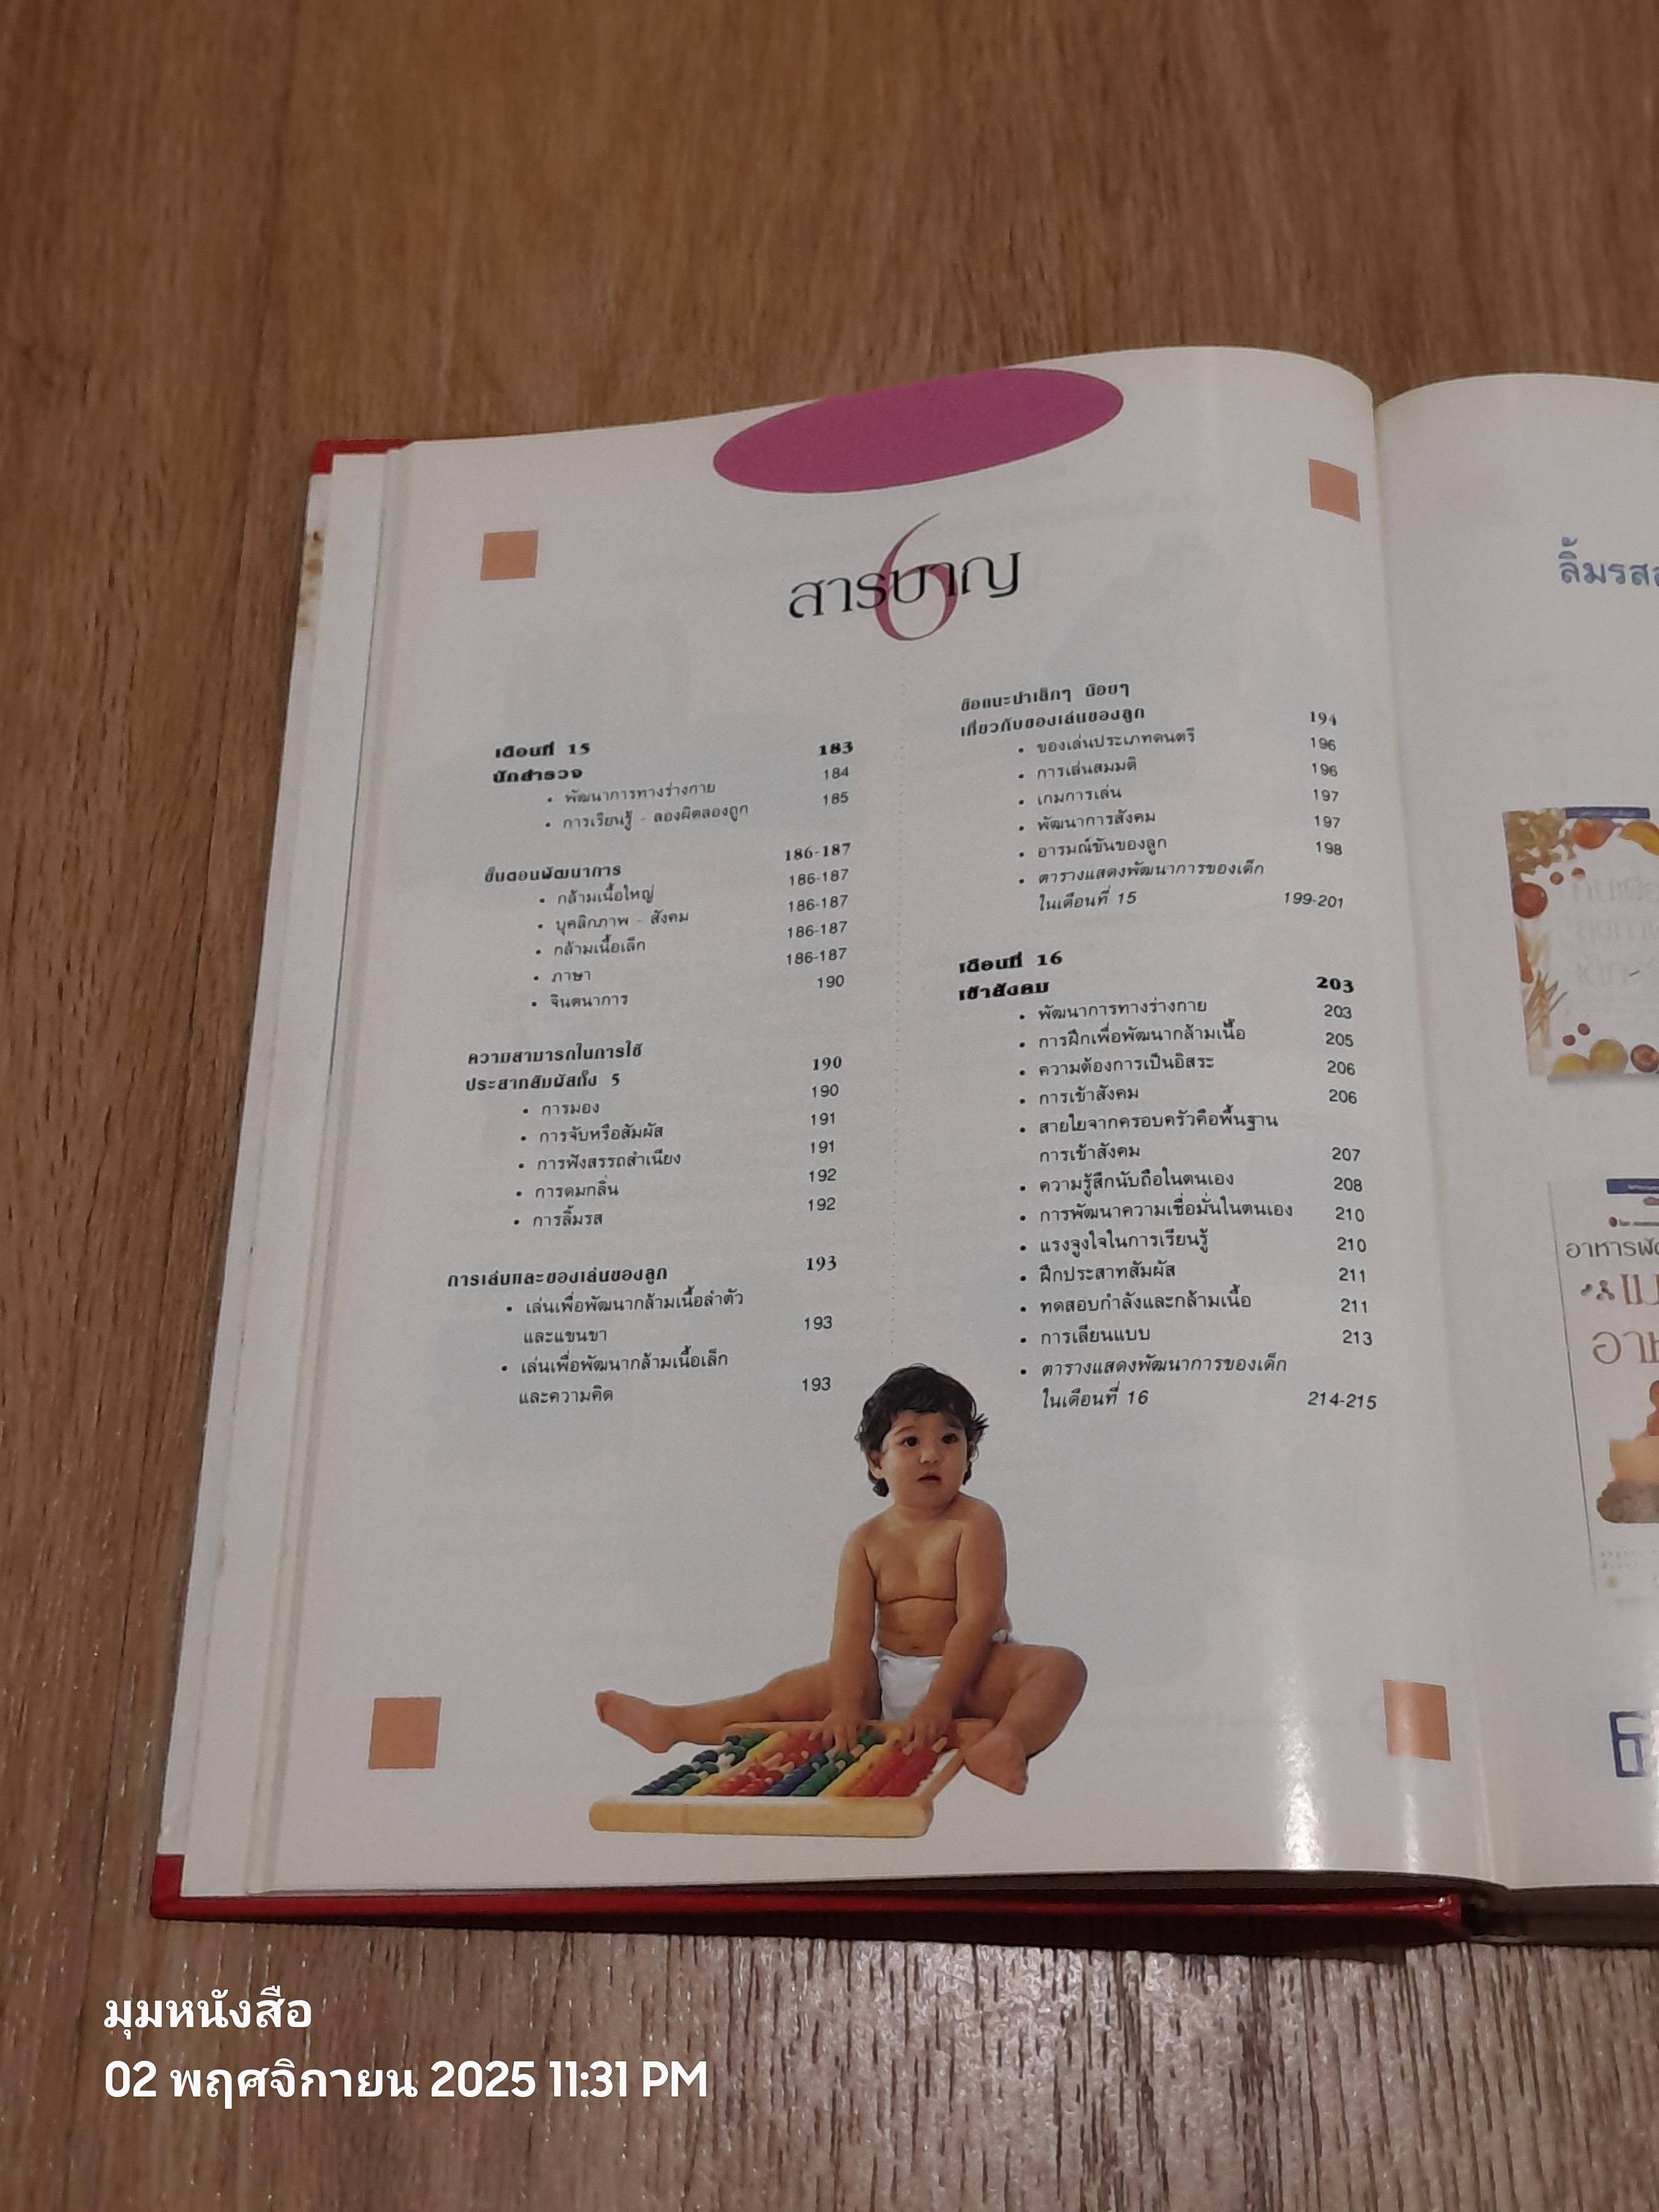 สารบาญ
6
เดือนที่ 15
นักสำรวจ 183
• พัฒนาการทางร่างกาย 184
• การเรียนรู้ - ลองผิดลองถูก 185
ขั้นตอนพัฒนาการ 186-187
• กล้ามเนื้อใหญ่ 186-187
• บุคลิกภาพ - สังคม 186-187
• กล้ามเนื้อเล็ก 186-187
• ภาษา 186-187
• จินตนาการ 190
ความสามารถในการใช้
ประสาทสัมผัสทั้ง 5 190
• การมอง 190
• การจับหรือสัมผัส 191
• การฟังสรรถสำเนียง 191
• การดมกลิ่น 192
• การลิ้มรส 192
การเล่นและของเล่นของลูก 193
• เล่นเพื่อพัฒนากล้ามเนื้อลำตัว
และแขนขา 193
• เล่นเพื่อพัฒนากล้ามเนื้อเล็ก
และความคิด 193
ข้อแนะนำเล็กๆ น้อยๆ
เกี่ยวกับของเล่นของลูก 194
• ของเล่นประเภทดนตรี 196
• การเล่นสมมติ 196
• เกมการเล่น 197
• พัฒนาการสังคม 197
• อารมณ์ขันของลูก 198
• ตารางแสดงพัฒนาการของเด็ก
ในเดือนที่ 15 199-201
เดือนที่ 16
เข้าสังคม 203
• พัฒนาการทางร่างกาย 203
• การฝึกเพื่อพัฒนากล้ามเนื้อ 205
• ความต้องการเป็นอิสระ 206
• การเข้าสังคม 206
• สายใยจากครอบครัวคือพื้นฐาน
การเข้าสังคม 207
• ความรู้สึกนับถือในตนเอง 208
• การพัฒนาความเชื่อมั่นในตนเอง 210
• แรงจูงใจในการเรียนรู้ 210
• ฝึกประสาทสัมผัส 211
• ทดสอบกำลังและกล้ามเนื้อ 211
• การเลียนแบบ 213
• ตารางแสดงพัฒนาการของเด็ก
ในเดือนที่ 16 214-215
ลิ้มรส
มุมหนังสือ
02 พฤศจิกายน 2025 11:31 PM